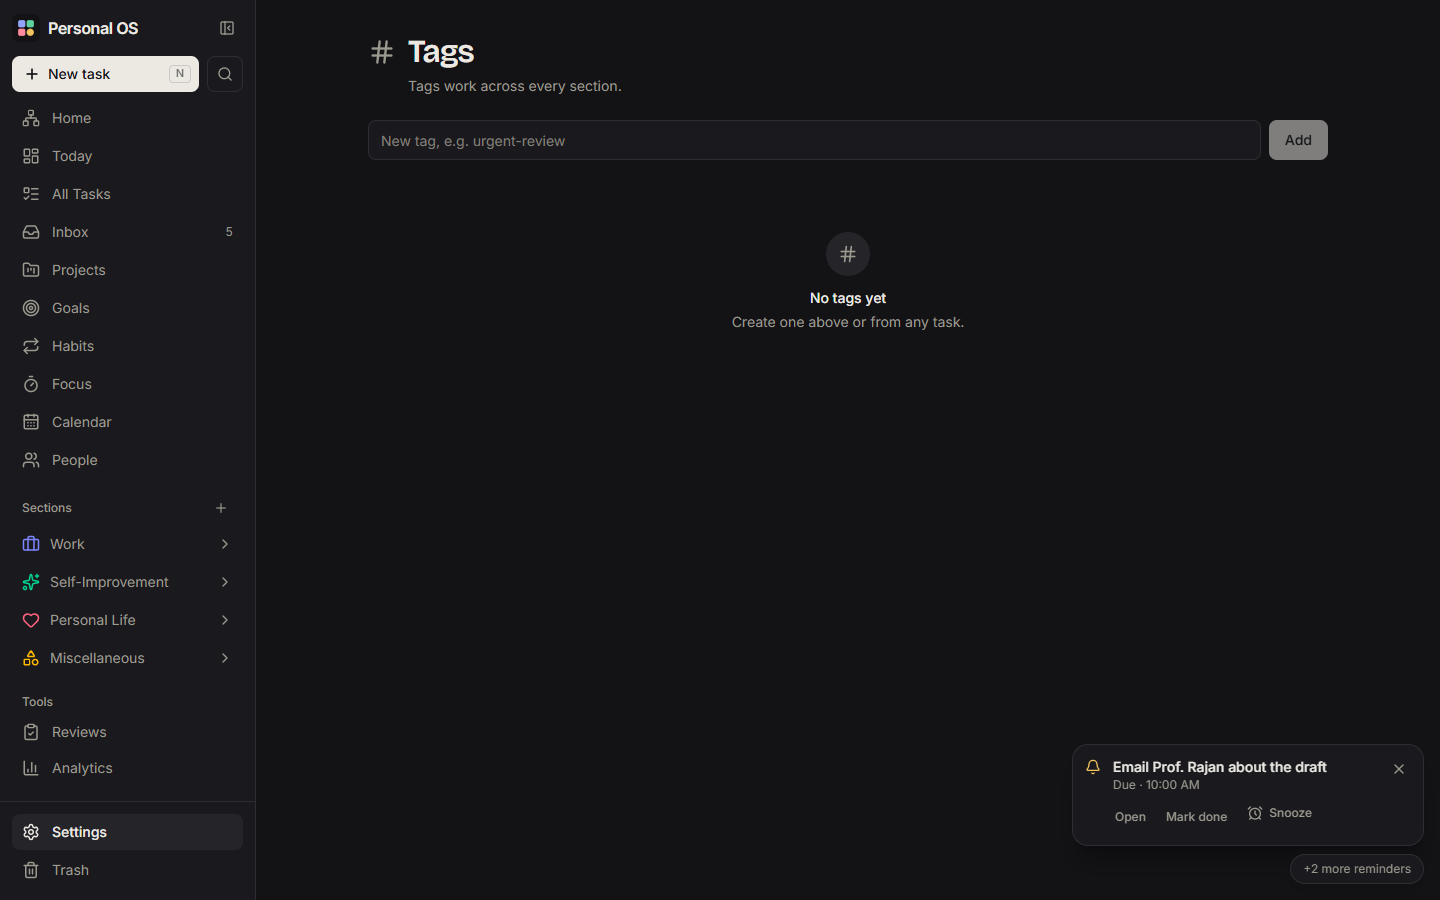 Personal OS
New task
N
Home
Today
All Tasks
Inbox
5
Projects
Goals
Habits
Focus
Calendar
People
Sections
Work
Self-Improvement
Personal Life
Miscellaneous
Tools
Reviews
Analytics
Settings
Trash
Tags
Tags work across every section.
New tag, e.g. urgent-review
Add
No tags yet
Create one above or from any task.
Email Prof. Rajan about the draft
Due · 10:00 AM
Open
Mark done
Snooze
+2 more reminders